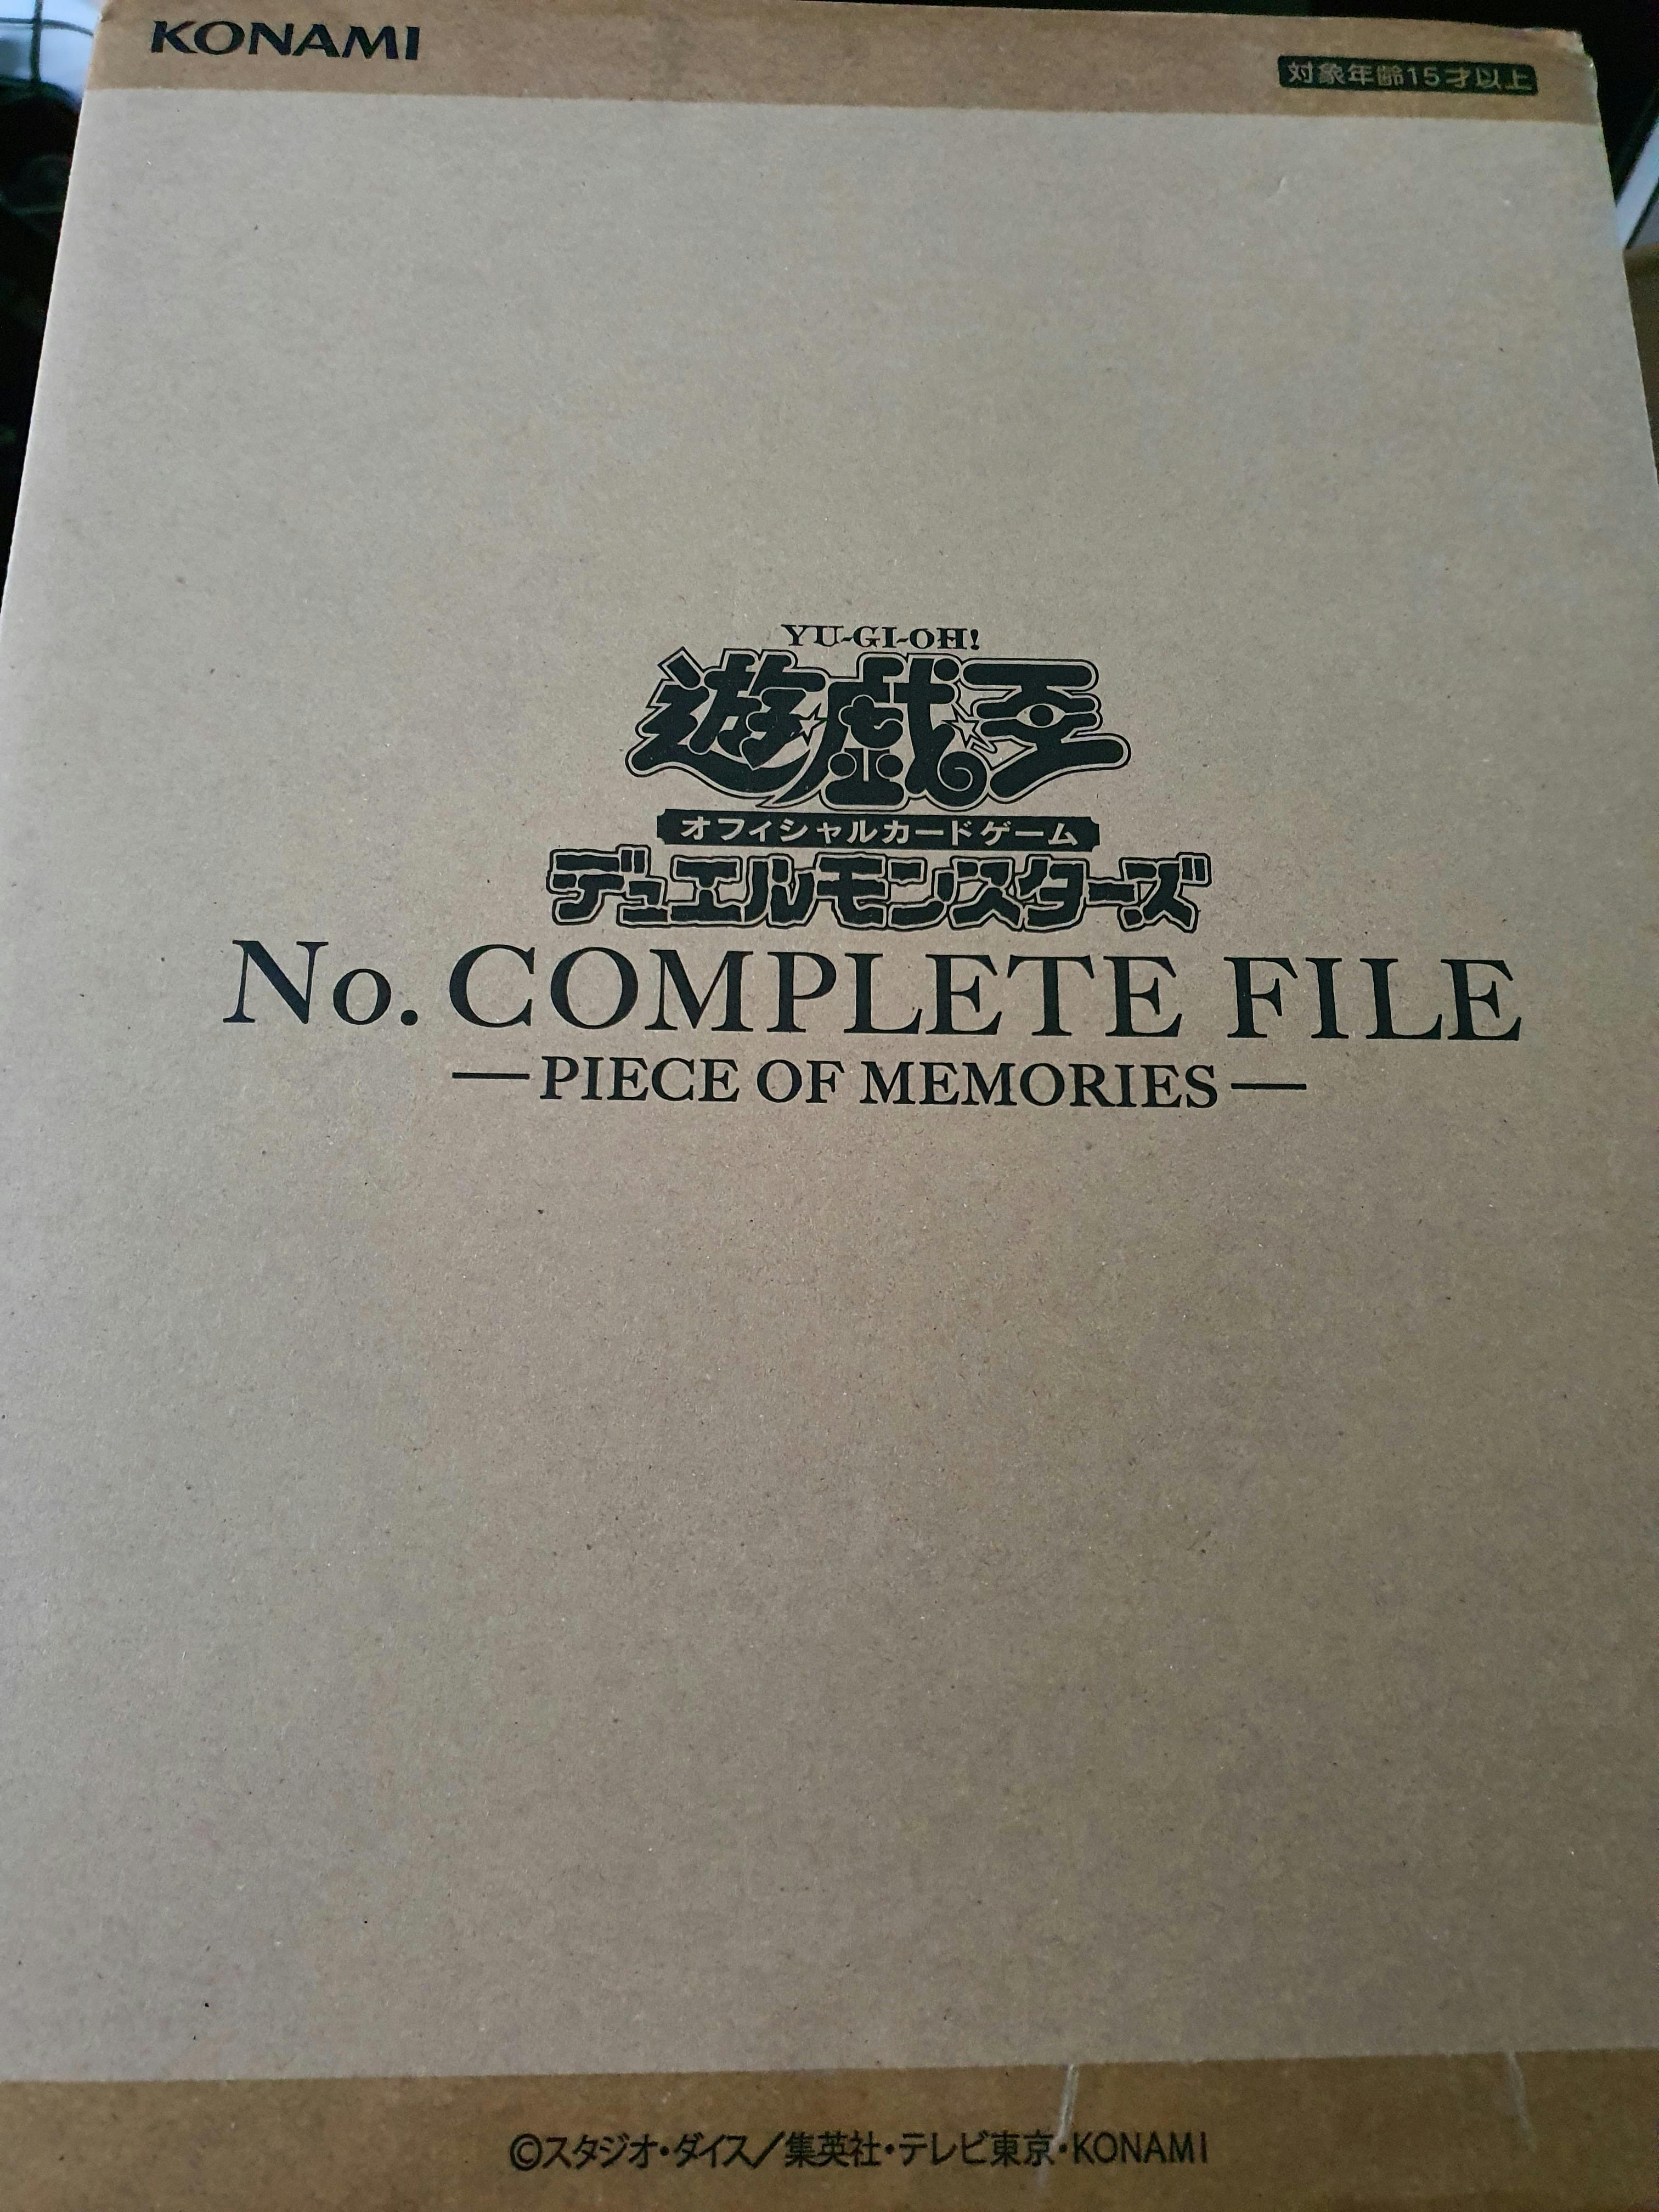 KONAMI
対象年齢15才以上
YU-GI-OH!
遊戯王
オフィシャルカードゲーム
デュエルモンスターズ
No. COMPLETE FILE
—PIECE OF MEMORIES—
©スタジオ・ダイス/集英社・テレビ東京・KONAMI